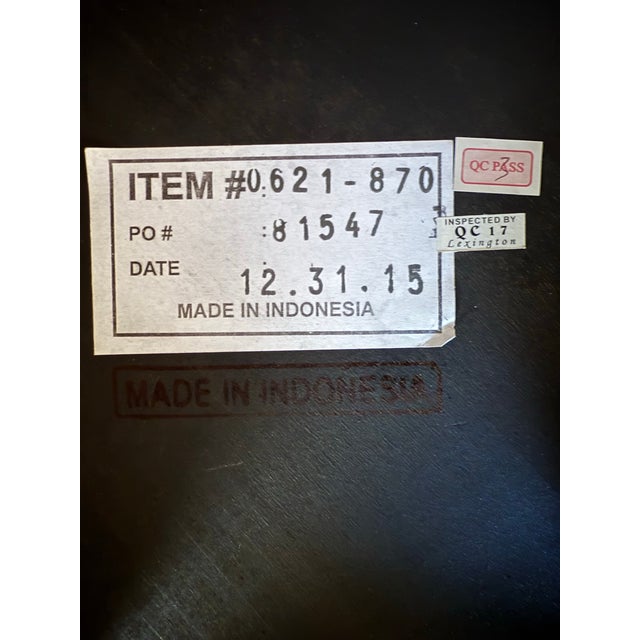 ITEM #: 0621-870
PO # : 81547
DATE : 12.31.15
MADE IN INDONESIA
QC PASS
3
INSPECTED BY
QC 17
Lexington
MADE IN INDONESIA